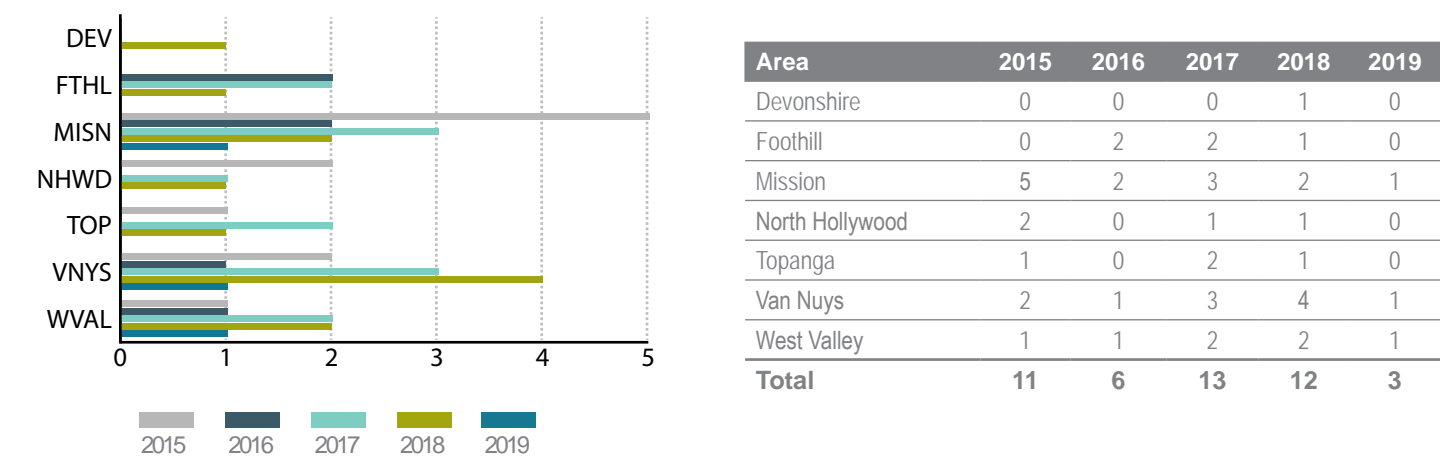 DEV
FTHL
MISN
NHWD
TOP
VNYS
WVAL
0 1 2 3 4 5
2015 2016 2017 2018 2019
Area 2015 2016 2017 2018 2019
Devonshire 0 0 0 1 0
Foothill 0 2 2 1 0
Mission 5 2 3 2 1
North Hollywood 2 0 1 1 0
Topanga 1 0 2 1 0
Van Nuys 2 1 3 4 1
West Valley 1 1 2 2 1
Total 11 6 13 12 3